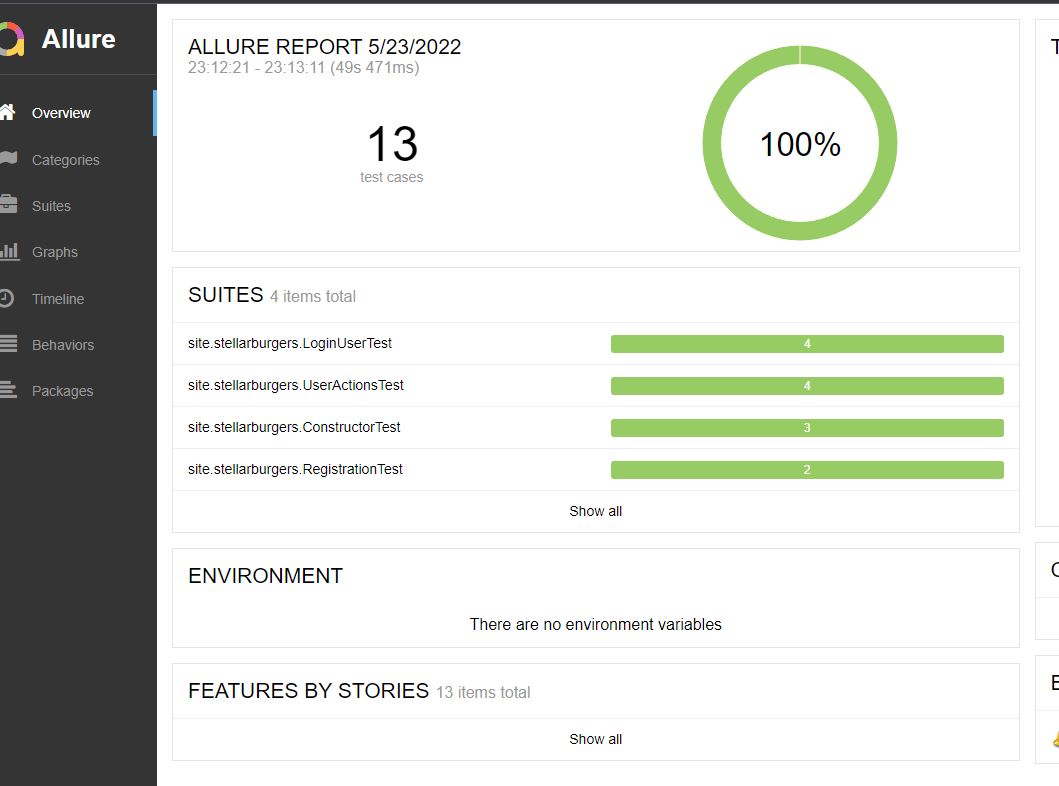 Allure
Overview
Categories
Suites
Graphs
Timeline
Behaviors
Packages
ALLURE REPORT 5/23/2022
23:12:21 - 23:13:11 (49s 471ms)
13
test cases
100%
SUITES 4 items total
site.stellarburgers.LoginUserTest 4
site.stellarburgers.UserActionsTest 4
site.stellarburgers.ConstructorTest 3
site.stellarburgers.RegistrationTest 2
Show all
ENVIRONMENT
There are no environment variables
FEATURES BY STORIES 13 items total
Show all